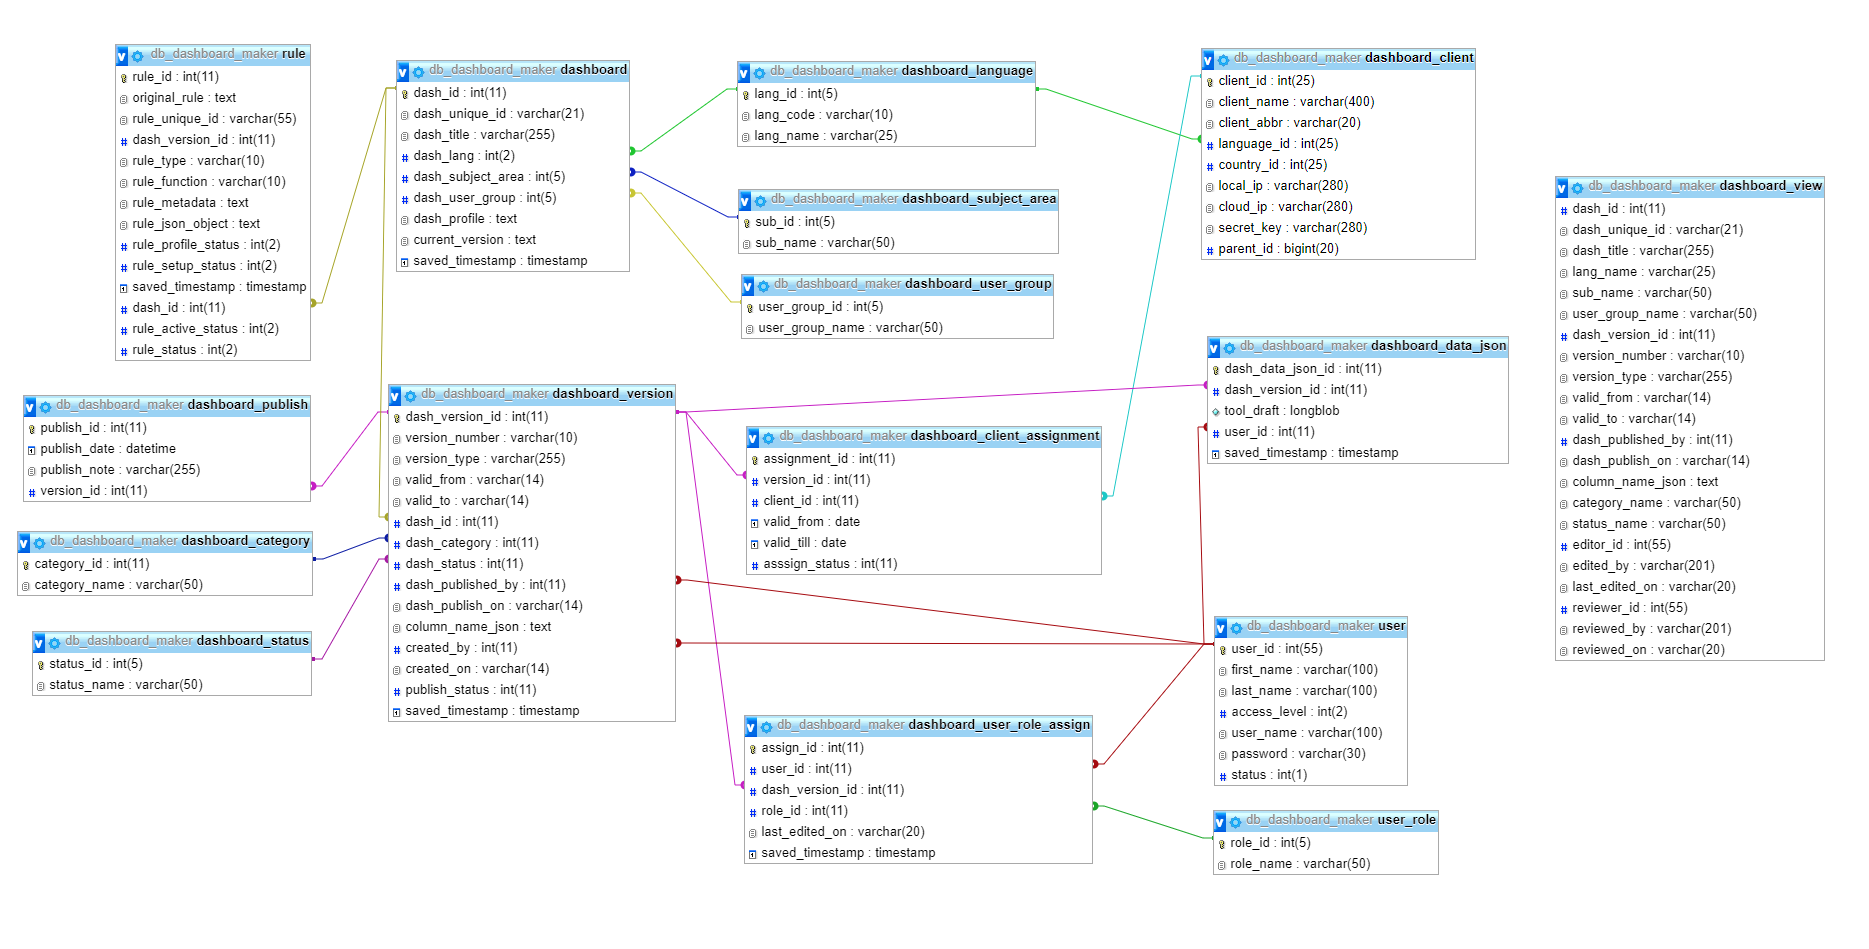 db_dashboard_maker rule
rule_id : int(11)
original_rule : text
rule_unique_id : varchar(55)
dash_version_id : int(11)
rule_type : varchar(10)
rule_function : varchar(10)
rule_metadata : text
rule_json_object : text
rule_profile_status : int(2)
rule_setup_status : int(2)
saved_timestamp : timestamp
dash_id : int(11)
rule_active_status : int(2)
rule_status : int(2)
db_dashboard_maker dashboard
dash_id : int(11)
dash_unique_id : varchar(21)
dash_title : varchar(255)
dash_lang : int(2)
dash_subject_area : int(5)
dash_user_group : int(5)
dash_profile : text
current_version : text
saved_timestamp : timestamp
db_dashboard_maker dashboard_language
lang_id : int(5)
lang_code : varchar(10)
lang_name : varchar(25)
db_dashboard_maker dashboard_subject_area
sub_id : int(5)
sub_name : varchar(50)
db_dashboard_maker dashboard_user_group
user_group_id : int(5)
user_group_name : varchar(50)
db_dashboard_maker dashboard_client
client_id : int(25)
client_name : varchar(400)
client_abbr : varchar(20)
language_id : int(25)
country_id : int(25)
local_ip : varchar(280)
cloud_ip : varchar(280)
secret_key : varchar(280)
parent_id : bigint(20)
db_dashboard_maker dashboard_view
dash_id : int(11)
dash_unique_id : varchar(21)
dash_title : varchar(255)
lang_name : varchar(25)
sub_name : varchar(50)
user_group_name : varchar(50)
dash_version_id : int(11)
version_number : varchar(10)
version_type : varchar(255)
valid_from : varchar(14)
valid_to : varchar(14)
dash_published_by : int(11)
dash_publish_on : varchar(14)
column_name_json : text
category_name : varchar(50)
status_name : varchar(50)
editor_id : int(55)
edited_by : varchar(201)
last_edited_on : varchar(20)
reviewer_id : int(55)
reviewed_by : varchar(201)
reviewed_on : varchar(20)
db_dashboard_maker dashboard_publish
publish_id : int(11)
publish_date : datetime
publish_note : varchar(255)
version_id : int(11)
db_dashboard_maker dashboard_category
category_id : int(11)
category_name : varchar(50)
db_dashboard_maker dashboard_status
status_id : int(5)
status_name : varchar(50)
db_dashboard_maker dashboard_version
dash_version_id : int(11)
version_number : varchar(10)
version_type : varchar(255)
valid_from : varchar(14)
valid_to : varchar(14)
dash_id : int(11)
dash_category : int(11)
dash_status : int(11)
dash_published_by : int(11)
dash_publish_on : varchar(14)
column_name_json : text
created_by : int(11)
created_on : varchar(14)
publish_status : int(11)
saved_timestamp : timestamp
db_dashboard_maker dashboard_client_assignment
assignment_id : int(11)
version_id : int(11)
client_id : int(11)
valid_from : date
valid_till : date
asssign_status : int(11)
db_dashboard_maker dashboard_data_json
dash_data_json_id : int(11)
dash_version_id : int(11)
tool_draft : longblob
user_id : int(11)
saved_timestamp : timestamp
db_dashboard_maker user
user_id : int(55)
first_name : varchar(100)
last_name : varchar(100)
access_level : int(2)
user_name : varchar(100)
password : varchar(30)
status : int(1)
db_dashboard_maker dashboard_user_role_assign
assign_id : int(11)
user_id : int(11)
dash_version_id : int(11)
role_id : int(11)
last_edited_on : varchar(20)
saved_timestamp : timestamp
db_dashboard_maker user_role
role_id : int(5)
role_name : varchar(50)